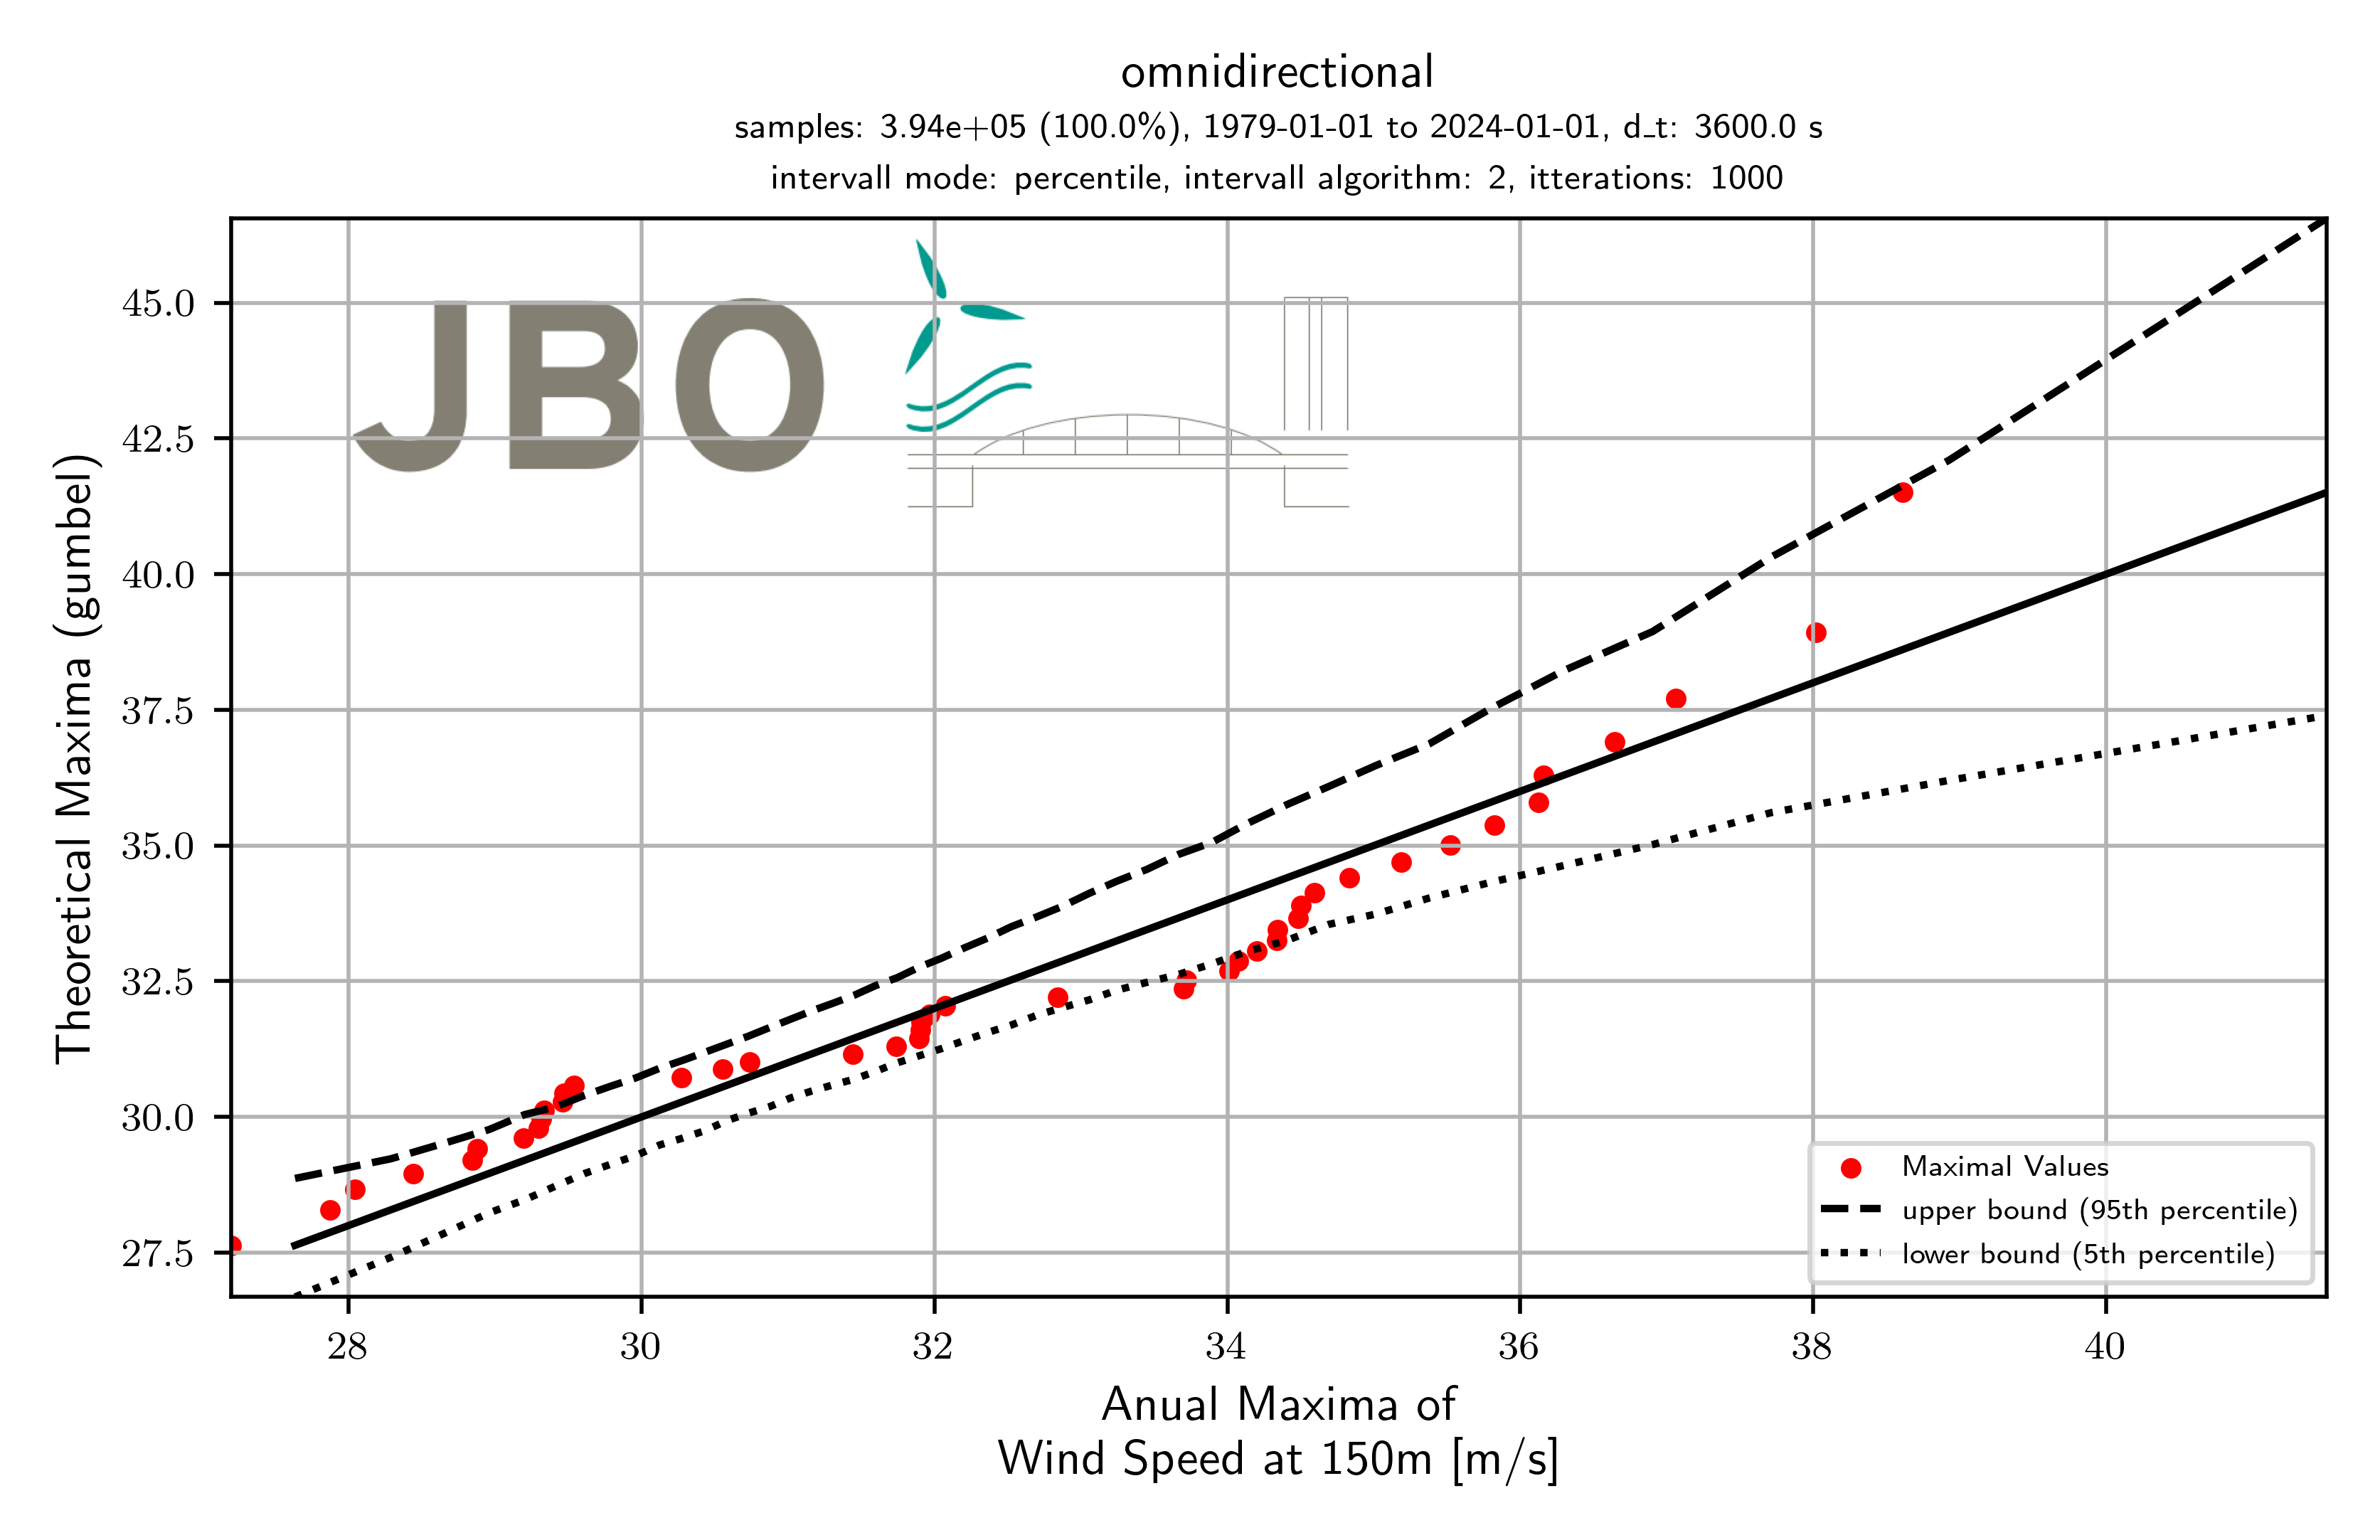 omnidirectional
samples: 3.94e+05 (100.0%), 1979-01-01 to 2024-01-01, d_t: 3600.0 s
intervall mode: percentile, intervall algorithm: 2, itterations: 1000
JBO
Theoretical Maxima (gumbel)
45.0
42.5
40.0
37.5
35.0
32.5
30.0
27.5
Maximal Values
upper bound (95th percentile)
lower bound (5th percentile)
28 30 32 34 36 38 40
Anual Maxima of
Wind Speed at 150m [m/s]